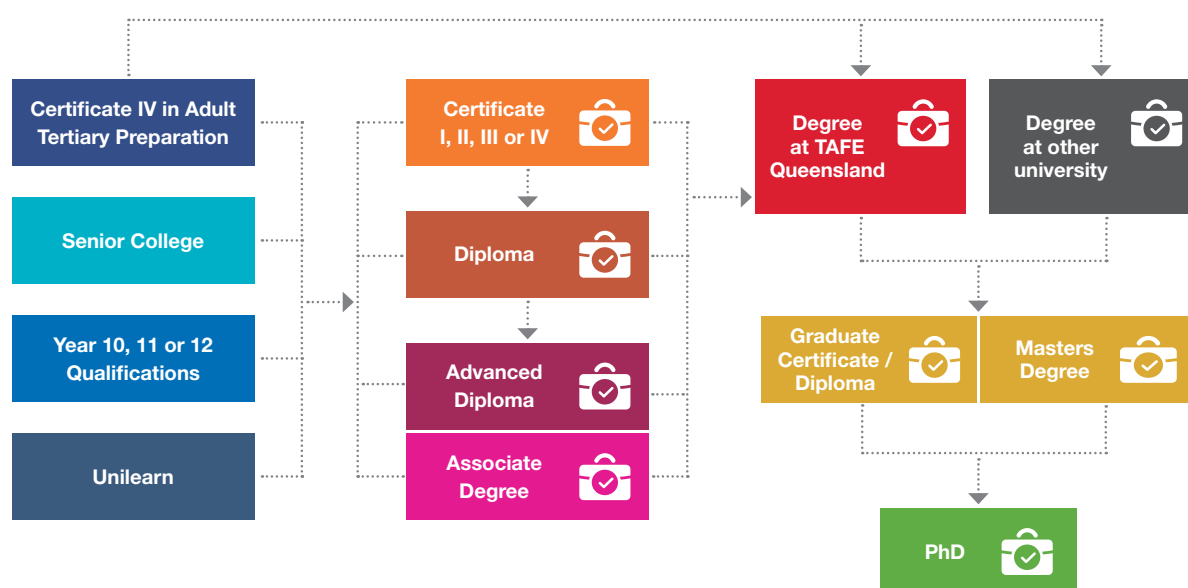 Certificate IV in Adult
Tertiary Preparation
Senior College
Year 10, 11 or 12
Qualifications
Unilearn
Certificate
I, II, III or IV
Diploma
Advanced
Diploma
Associate
Degree
Degree
at TAFE
Queensland
Degree
at other
university
Graduate
Certificate /
Diploma
Masters
Degree
PhD